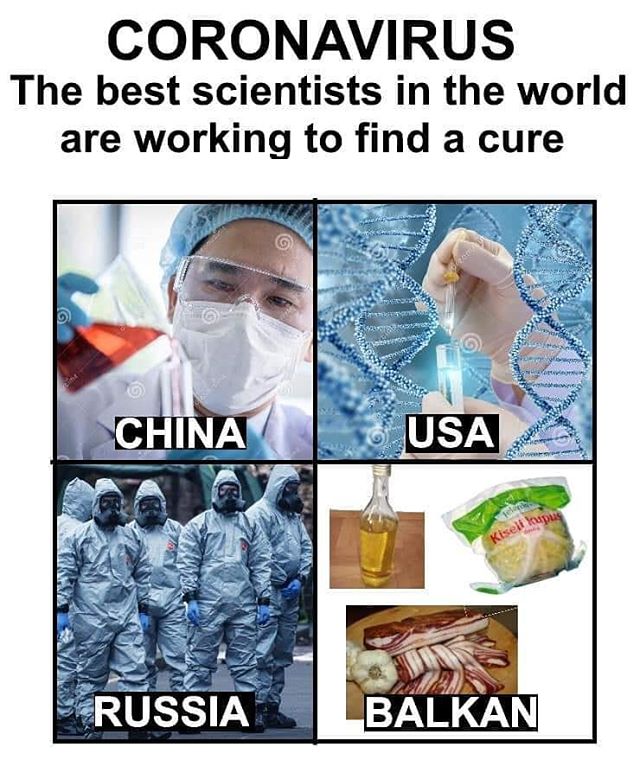 CORONAVIRUS
The best scientists in the world
are working to find a cure
CHINA
USA
RUSSIA
Kiseli kupus
BALKAN